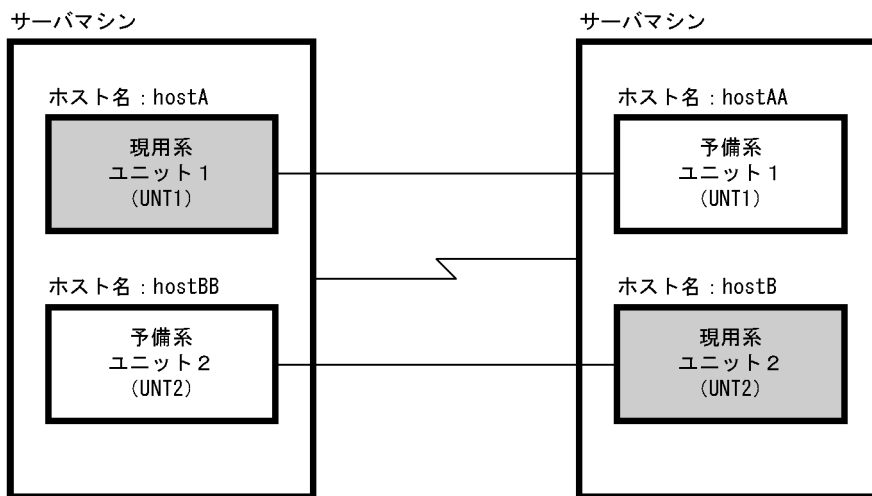 サーバマシン
サーバマシン
ホスト名：hostA
現用系
ユニット１
(UNT1)
ホスト名：hostAA
予備系
ユニット１
(UNT1)
ホスト名：hostBB
予備系
ユニット２
(UNT2)
ホスト名：hostB
現用系
ユニット２
(UNT2)